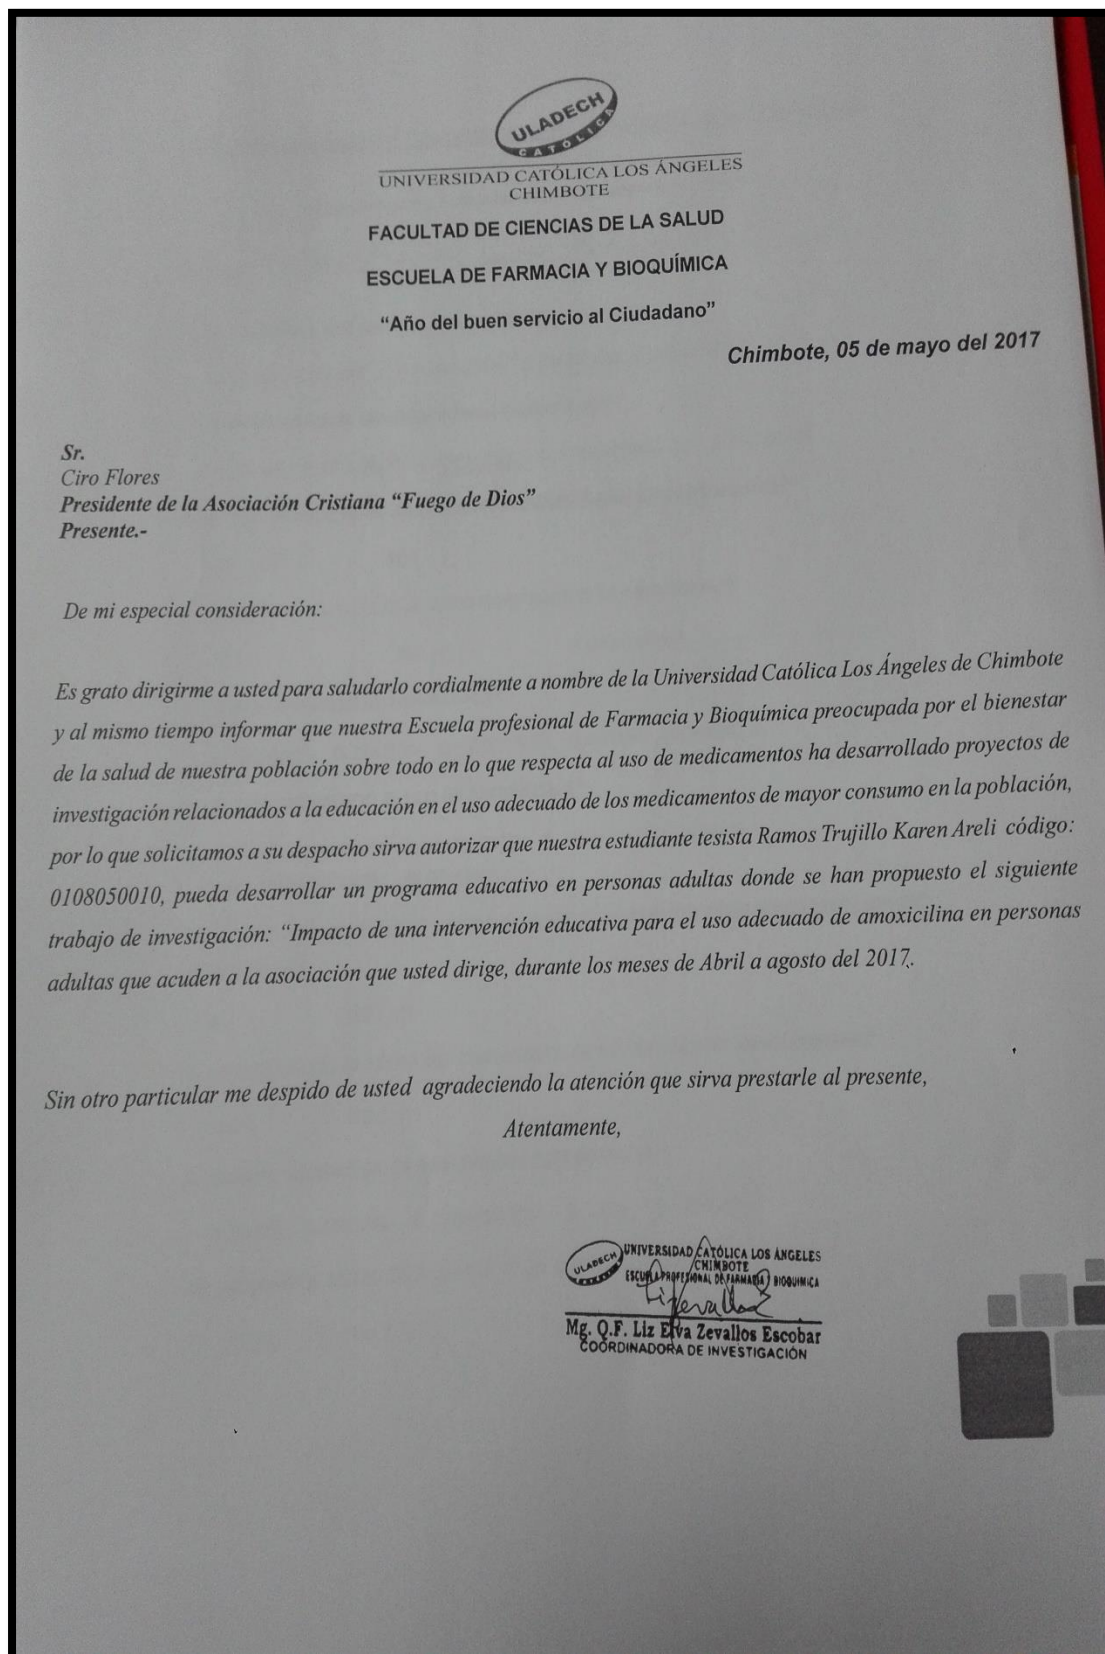 ULADECH
CATÓLICA
UNIVERSIDAD CATÓLICA LOS ÁNGELES
CHIMBOTE
FACULTAD DE CIENCIAS DE LA SALUD
ESCUELA DE FARMACIA Y BIOQUÍMICA
“Año del buen servicio al Ciudadano”
Chimbote, 05 de mayo del 2017
Sr.
Ciro Flores
Presidente de la Asociación Cristiana “Fuego de Dios”
Presente.-
De mi especial consideración:
Es grato dirigirme a usted para saludarlo cordialmente a nombre de la Universidad Católica Los Ángeles de Chimbote
y al mismo tiempo informar que nuestra Escuela profesional de Farmacia y Bioquímica preocupada por el bienestar
de la salud de nuestra población sobre todo en lo que respecta al uso de medicamentos ha desarrollado proyectos de
investigación relacionados a la educación en el uso adecuado de los medicamentos de mayor consumo en la población,
por lo que solicitamos a su despacho sirva autorizar que nuestra estudiante tesista Ramos Trujillo Karen Areli código:
0108050010, pueda desarrollar un programa educativo en personas adultas donde se han propuesto el siguiente
trabajo de investigación: “Impacto de una intervención educativa para el uso adecuado de amoxicilina en personas
adultas que acuden a la asociación que usted dirige, durante los meses de Abril a agosto del 2017.
Sin otro particular me despido de usted agradeciendo la atención que sirva prestarle al presente,
Atentamente,
ULADECH
UNIVERSIDAD CATÓLICA LOS ÁNGELES
CHIMBOTE
ESCUELA PROFESIONAL DE FARMACIA Y BIOQUIMICA
Mg. Q.F. Liz Elva Zevallos Escobar
COORDINADORA DE INVESTIGACIÓN